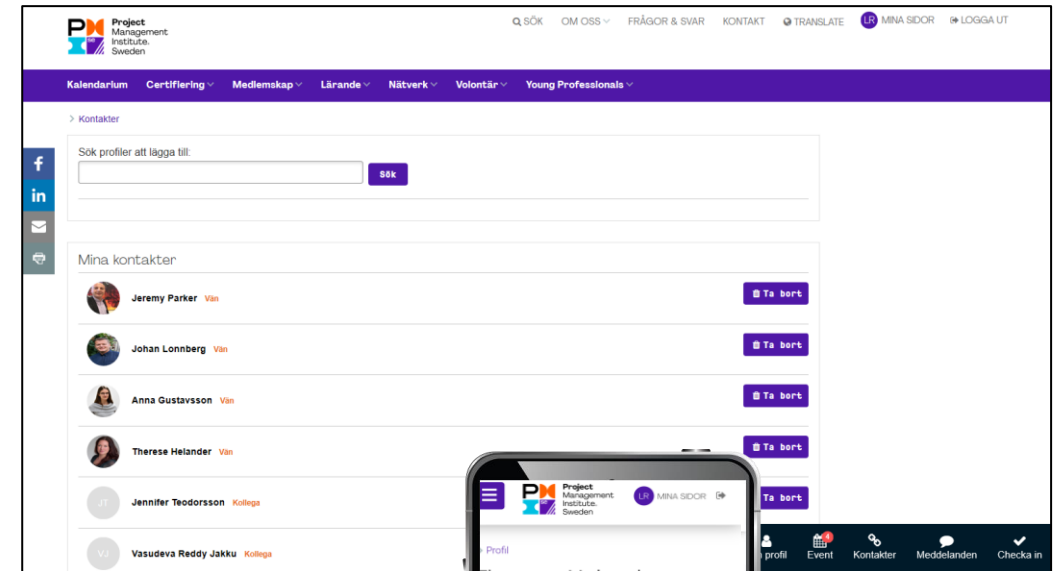 Project
Management
Institute.
Sweden
SÖK OM OSS FRÅGOR & SVAR KONTAKT TRANSLATE LR MINA SIDOR LOGGA UT
Kalendarium Certifiering Medlemskap Lärande Nätverk Volontär Young Professionals
> Kontakter
Sök profiler att lägga till:
Sök
Mina kontakter
Jeremy Parker Vän Ta bort
Johan Lonnberg Vän Ta bort
Anna Gustavsson Vän Ta bort
Therese Helander Vän Ta bort
JT Jennifer Teodorsson Kollega Ta bort
VJ Vasudeva Reddy Jakku Kollega
Project
Management
Institute.
Sweden
LR MINA SIDOR
> Profil
profil Event 4 Kontakter Meddelanden Checka in